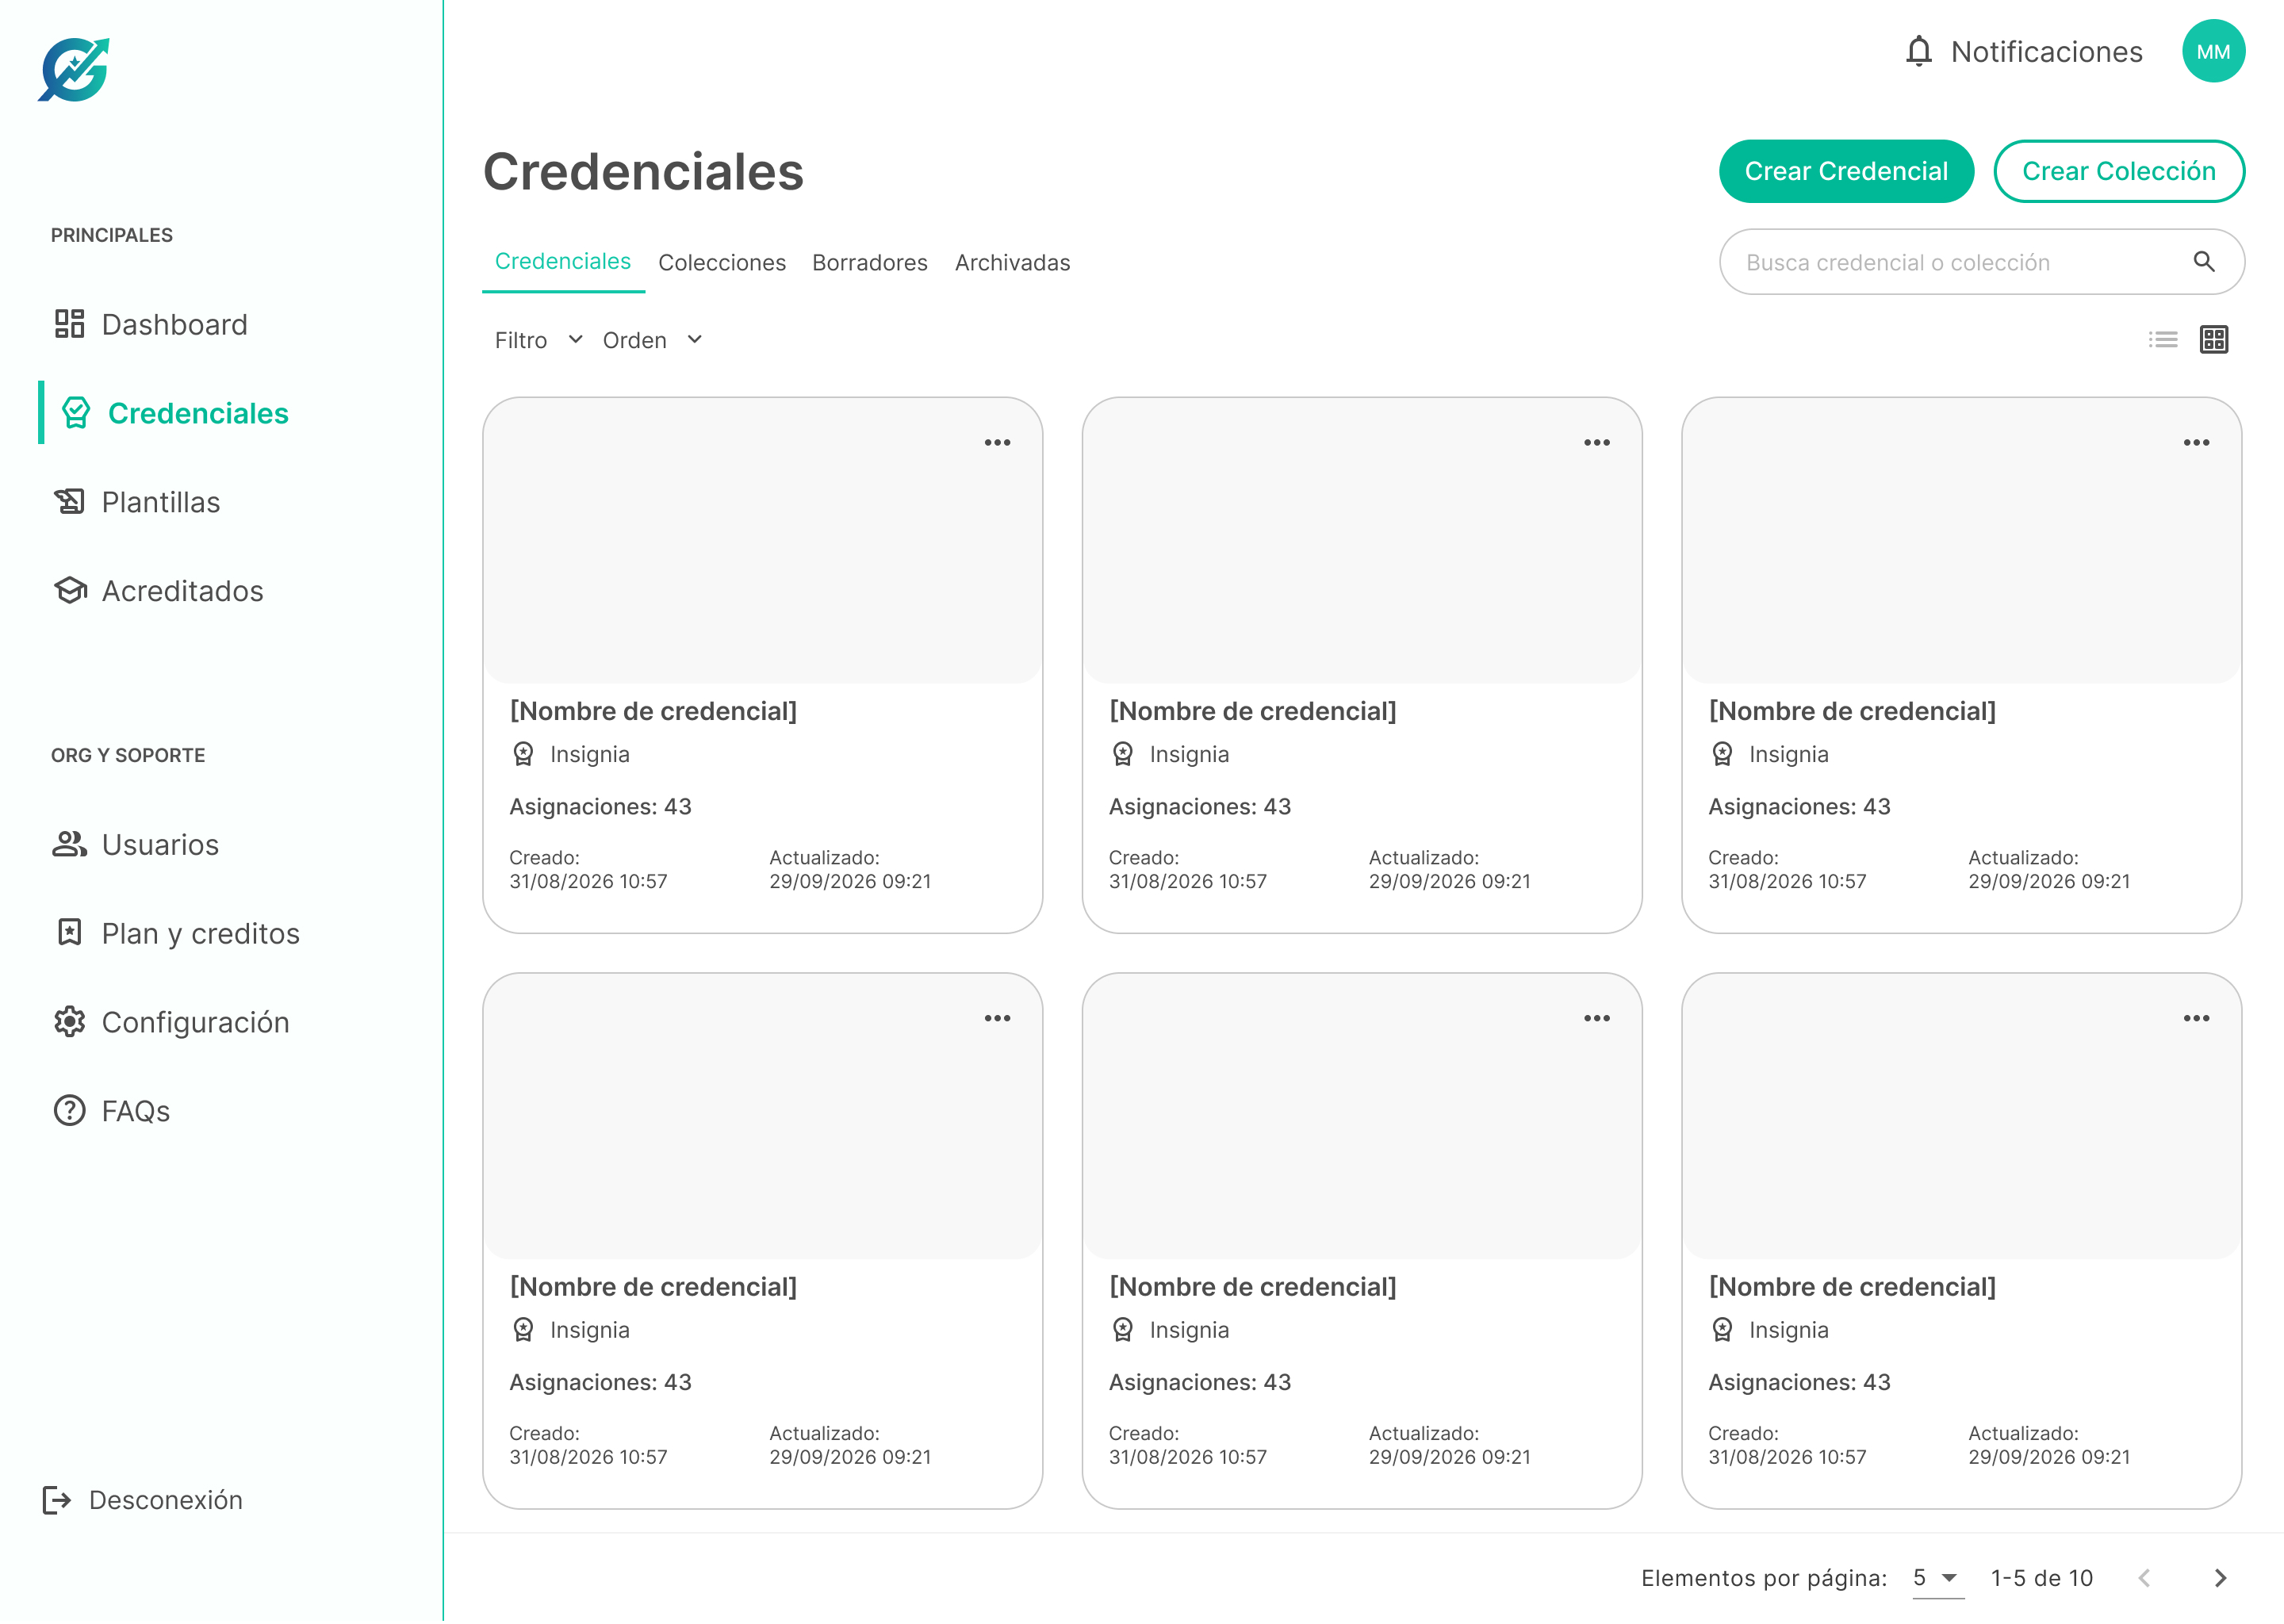 Notificaciones
MM
Credenciales
Crear Credencial
Crear Colección
PRINCIPALES
Credenciales
Colecciones
Borradores
Archivadas
Busca credencial o colección
Dashboard
Filtro
Orden
Credenciales
Plantillas
Acreditados
ORG Y SOPORTE
Usuarios
Plan y creditos
Configuración
FAQs
Desconexión
[Nombre de credencial]
Insignia
Asignaciones: 43
Creado:
31/08/2026 10:57
Actualizado:
29/09/2026 09:21
[Nombre de credencial]
Insignia
Asignaciones: 43
Creado:
31/08/2026 10:57
Actualizado:
29/09/2026 09:21
[Nombre de credencial]
Insignia
Asignaciones: 43
Creado:
31/08/2026 10:57
Actualizado:
29/09/2026 09:21
[Nombre de credencial]
Insignia
Asignaciones: 43
Creado:
31/08/2026 10:57
Actualizado:
29/09/2026 09:21
[Nombre de credencial]
Insignia
Asignaciones: 43
Creado:
31/08/2026 10:57
Actualizado:
29/09/2026 09:21
[Nombre de credencial]
Insignia
Asignaciones: 43
Creado:
31/08/2026 10:57
Actualizado:
29/09/2026 09:21
Elementos por página:
5
1-5 de 10